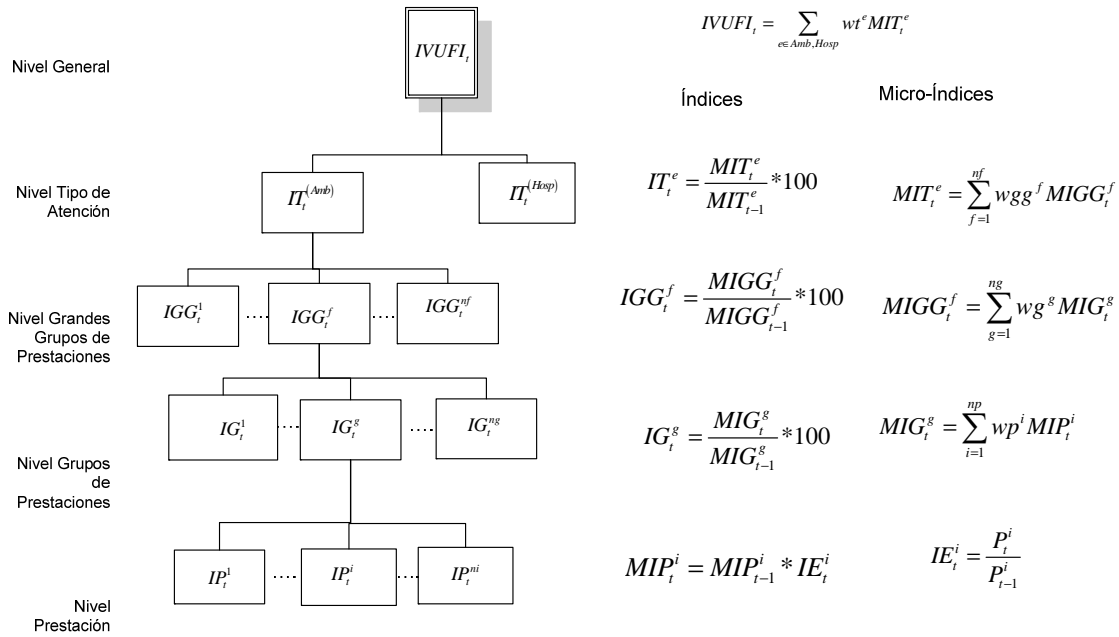 IVUFI_t = ∑_{e∈Amb,Hosp} wt^e MIT_t^e
Nivel General
IVUFI_t
Índices Micro-Índices
Nivel Tipo de
Atención
IT_t^(Amb) IT_t^(Hosp)
IT_t^e = MIT_t^e / MIT_{t-1}^e *100
MIT_t^e = ∑_{f=1}^{nf} wgg^f MIGG_t^f
Nivel Grandes
Grupos de
Prestaciones
IGG_t^1 ..... IGG_t^f ..... IGG_t^{nf}
IGG_t^f = MIGG_t^f / MIGG_{t-1}^f *100
MIGG_t^f = ∑_{g=1}^{ng} wg^g MIG_t^g
Nivel Grupos
de
Prestaciones
IG_t^1 ..... IG_t^g ..... IG_t^{ng}
IG_t^g = MIG_t^g / MIG_{t-1}^g *100
MIG_t^g = ∑_{i=1}^{np} wp^i MIP_t^i
Nivel
Prestación
IP_t^1 ..... IP_t^i ..... IP_t^{ni}
MIP_t^i = MIP_{t-1}^i * IE_t^i
IE_t^i = P_t^i / P_{t-1}^i